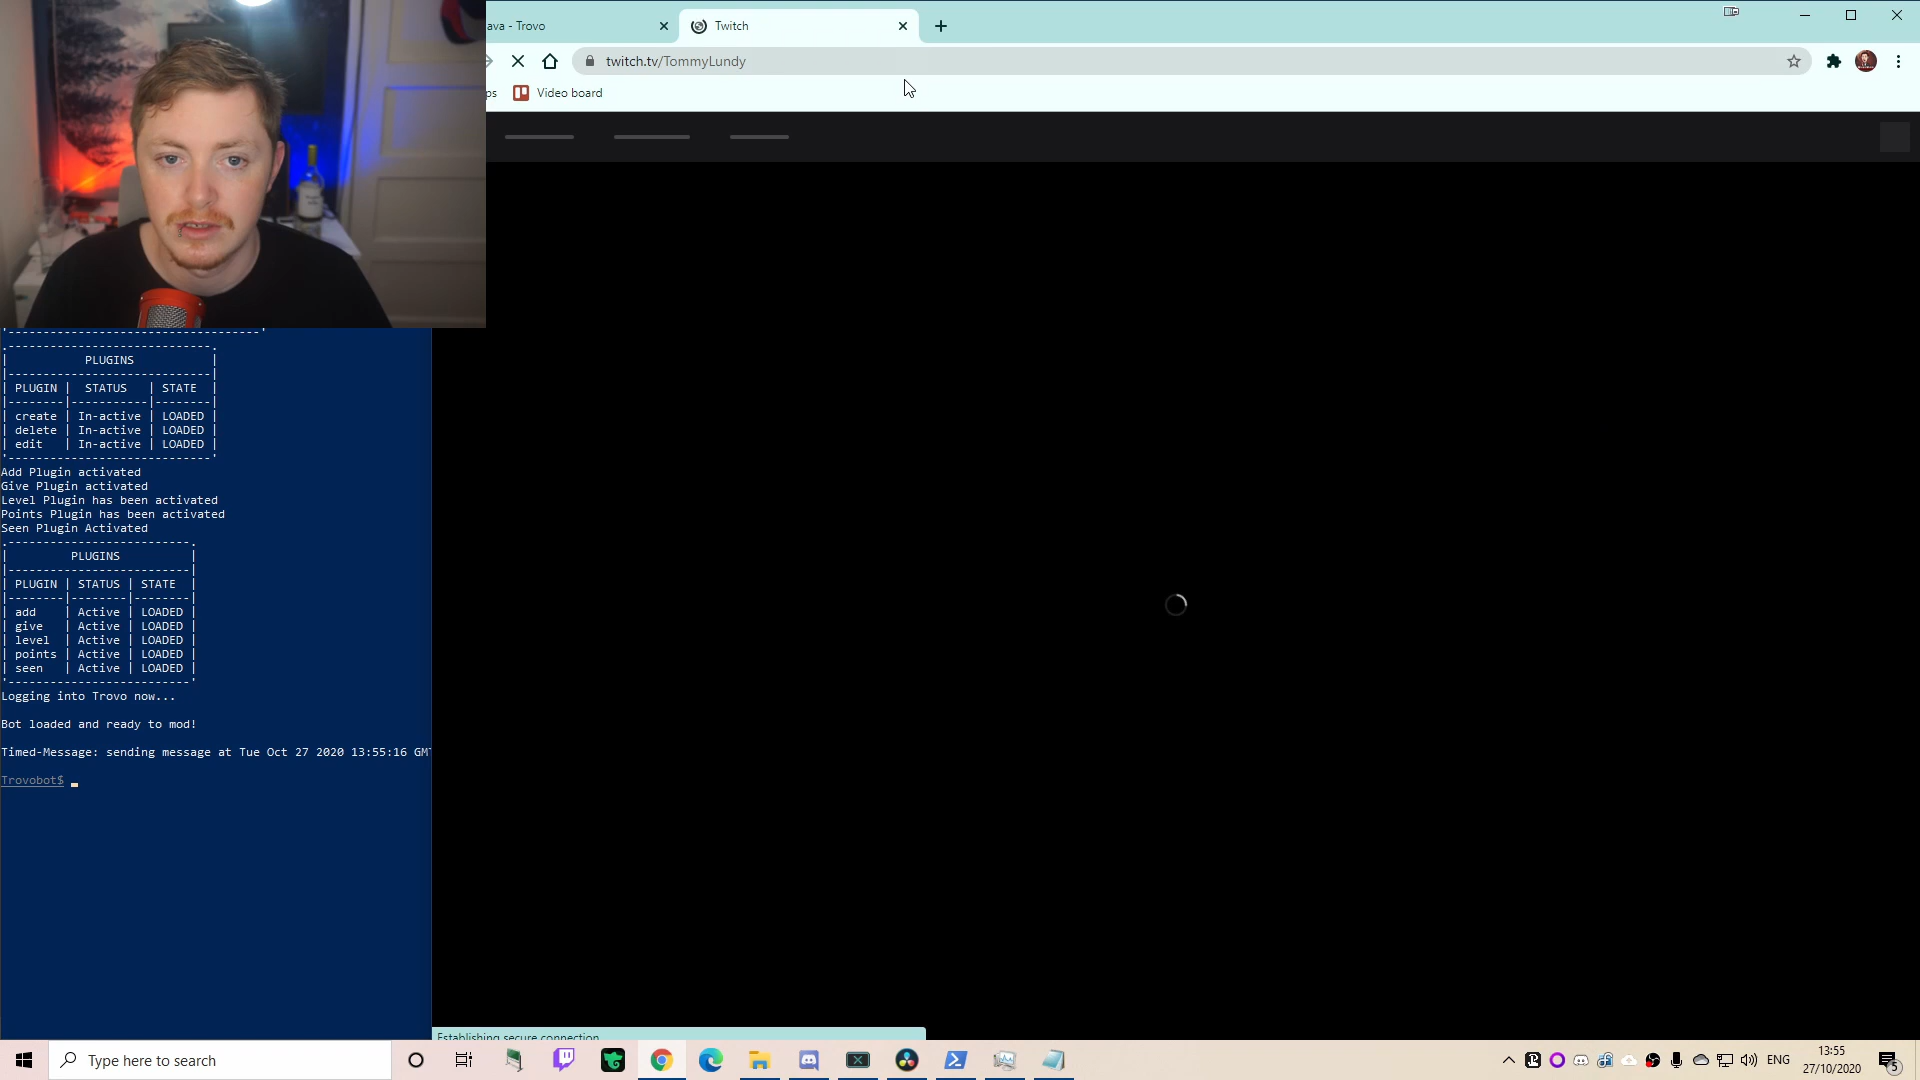 ava - Trovo
Twitch
twitch.tv/TommyLundy
ps
Video board
PLUGINS
PLUGIN | STATUS | STATE
create | In-active | LOADED
delete | In-active | LOADED
edit | In-active | LOADED
Add Plugin activated
Give Plugin activated
Level Plugin has been activated
Points Plugin has been activated
Seen Plugin Activated
PLUGINS
PLUGIN | STATUS | STATE
add | Active | LOADED
give | Active | LOADED
level | Active | LOADED
points | Active | LOADED
seen | Active | LOADED
Logging into Trovo now...
Bot loaded and ready to mod!
Timed-Message: sending message at Tue Oct 27 2020 13:55:16 GMT
Trovobot$
Establishing secure connection
Type here to search
ENG
13:55
27/10/2020
5